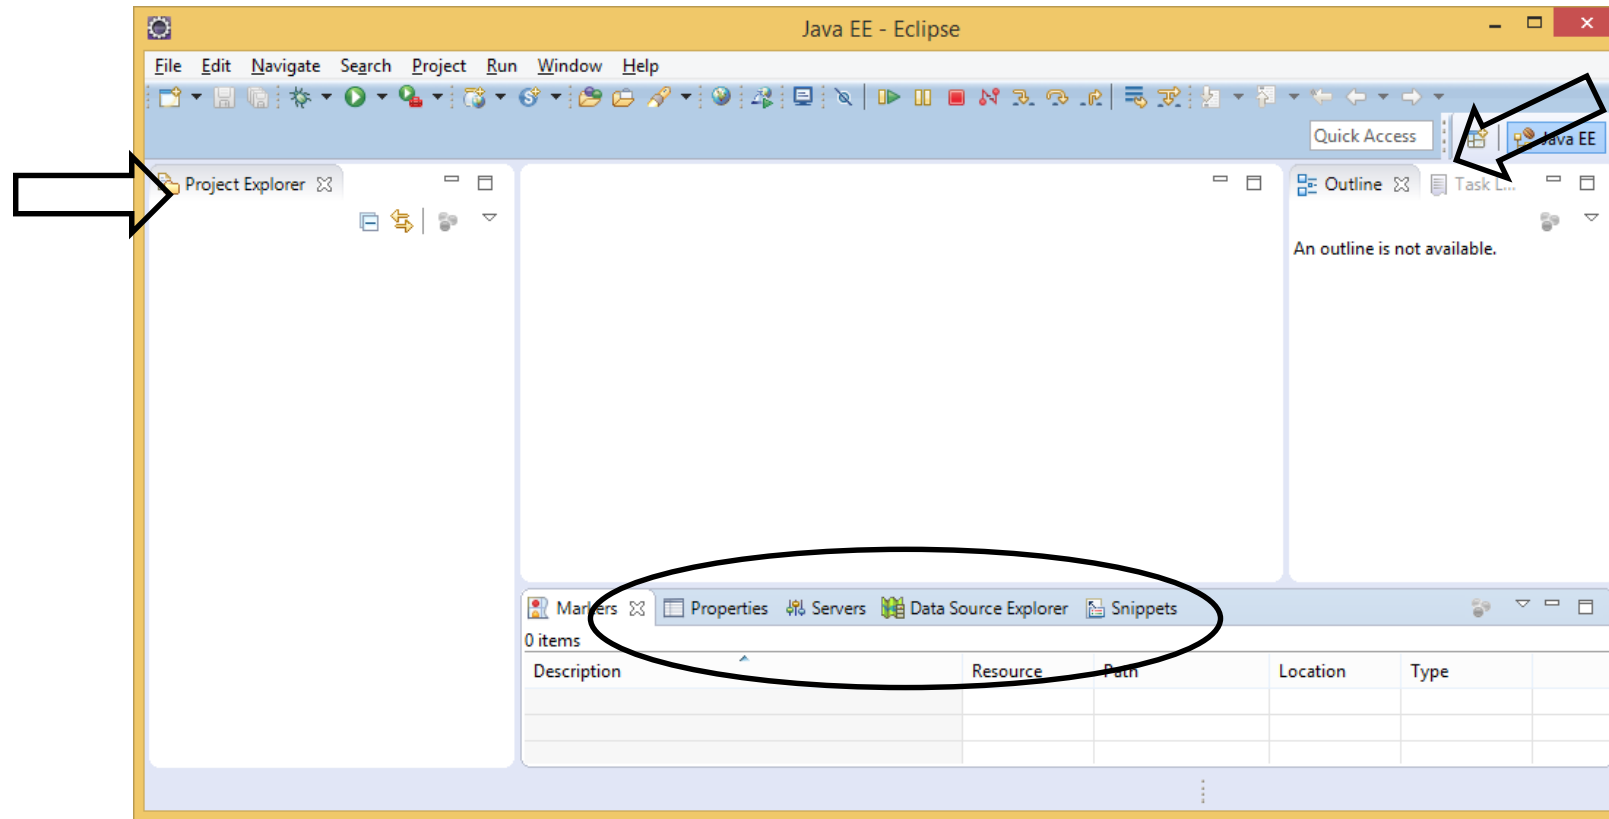 Java EE - Eclipse
File Edit Navigate Search Project Run Window Help
Quick Access
Java EE
Project Explorer
Outline Task L...
An outline is not available.
Markers Properties Servers Data Source Explorer Snippets
0 items
Description Resource Path Location Type